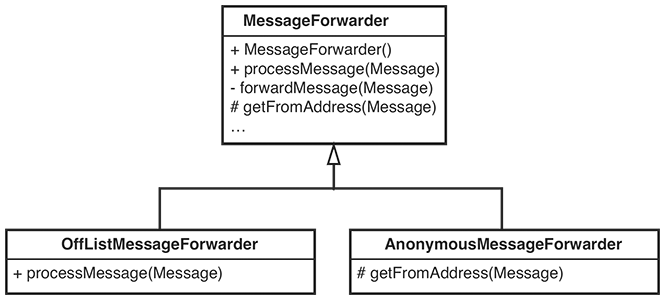 MessageForwarder
+ MessageForwarder()
+ processMessage(Message)
- forwardMessage(Message)
# getFromAddress(Message)
…
OffListMessageForwarder
+ processMessage(Message)
AnonymousMessageForwarder
# getFromAddress(Message)